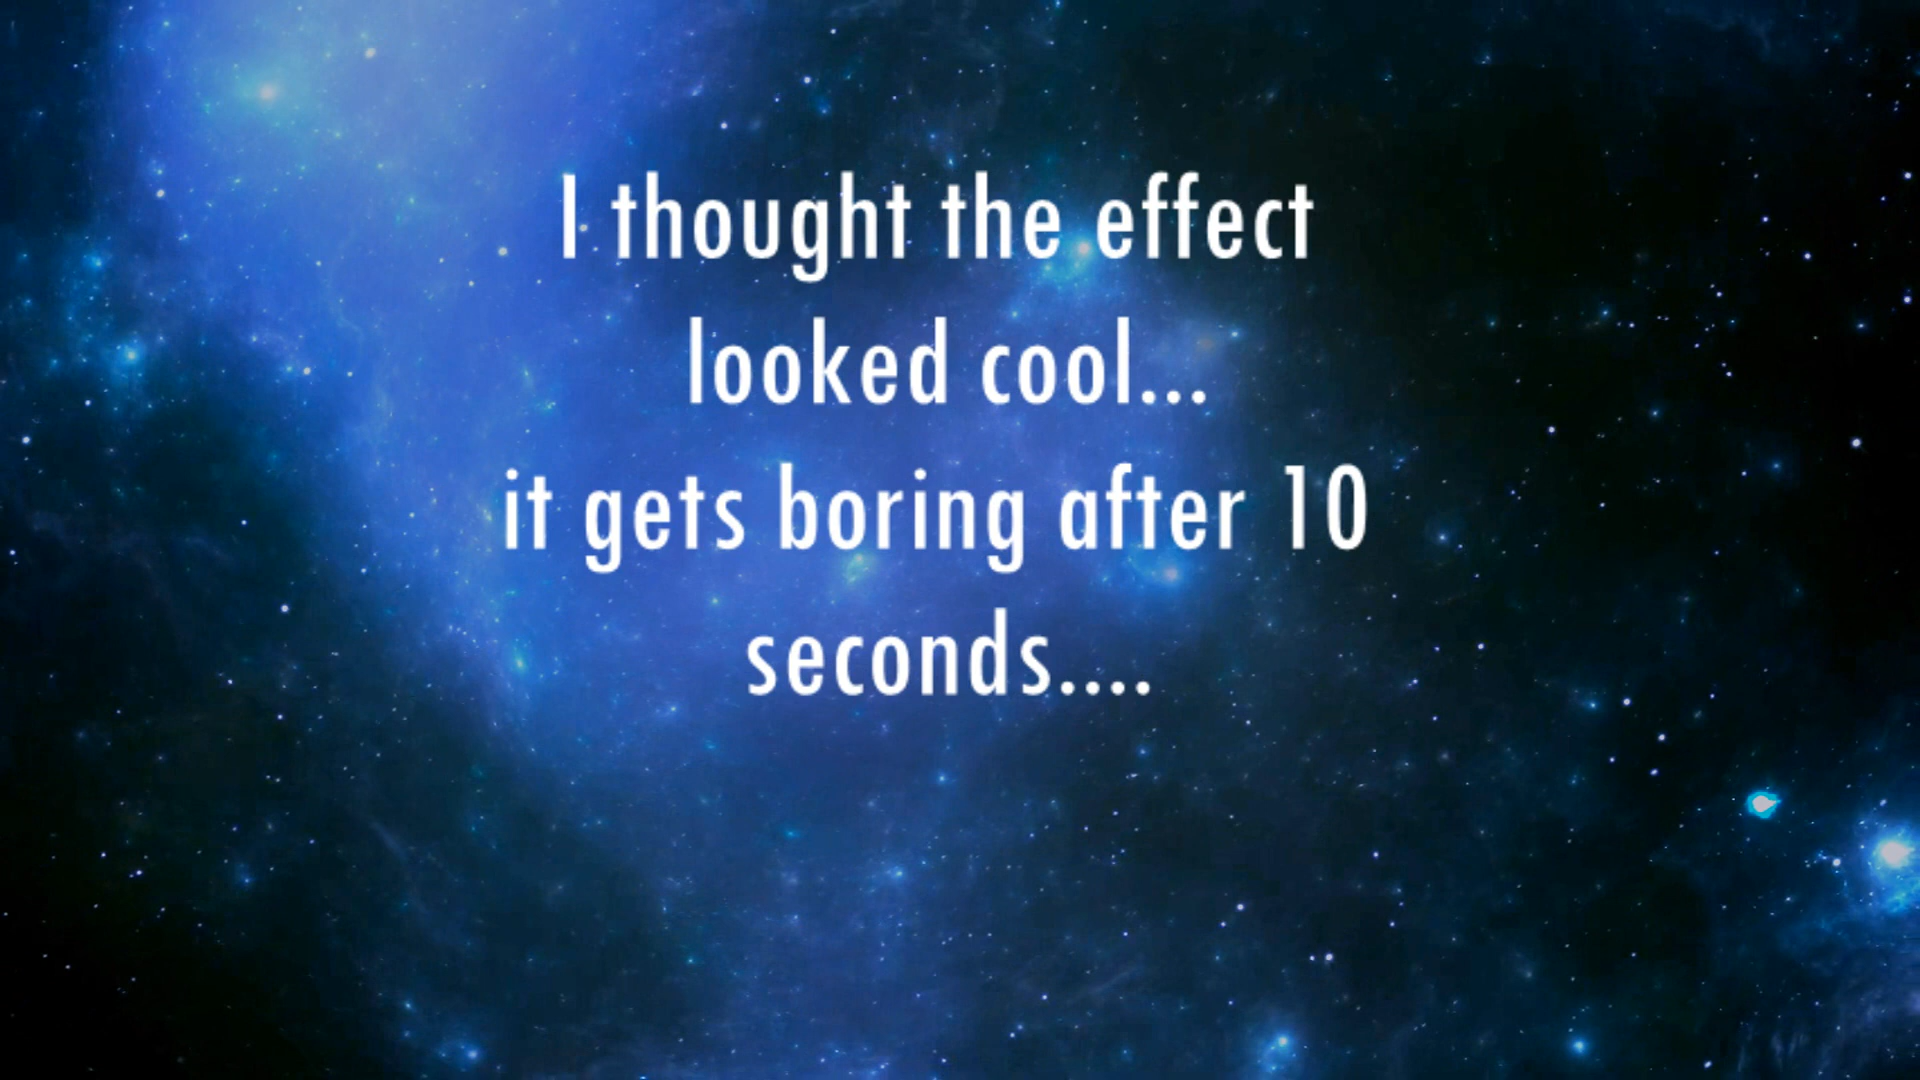 I thought the effect
looked cool...
it gets boring after 10
seconds....